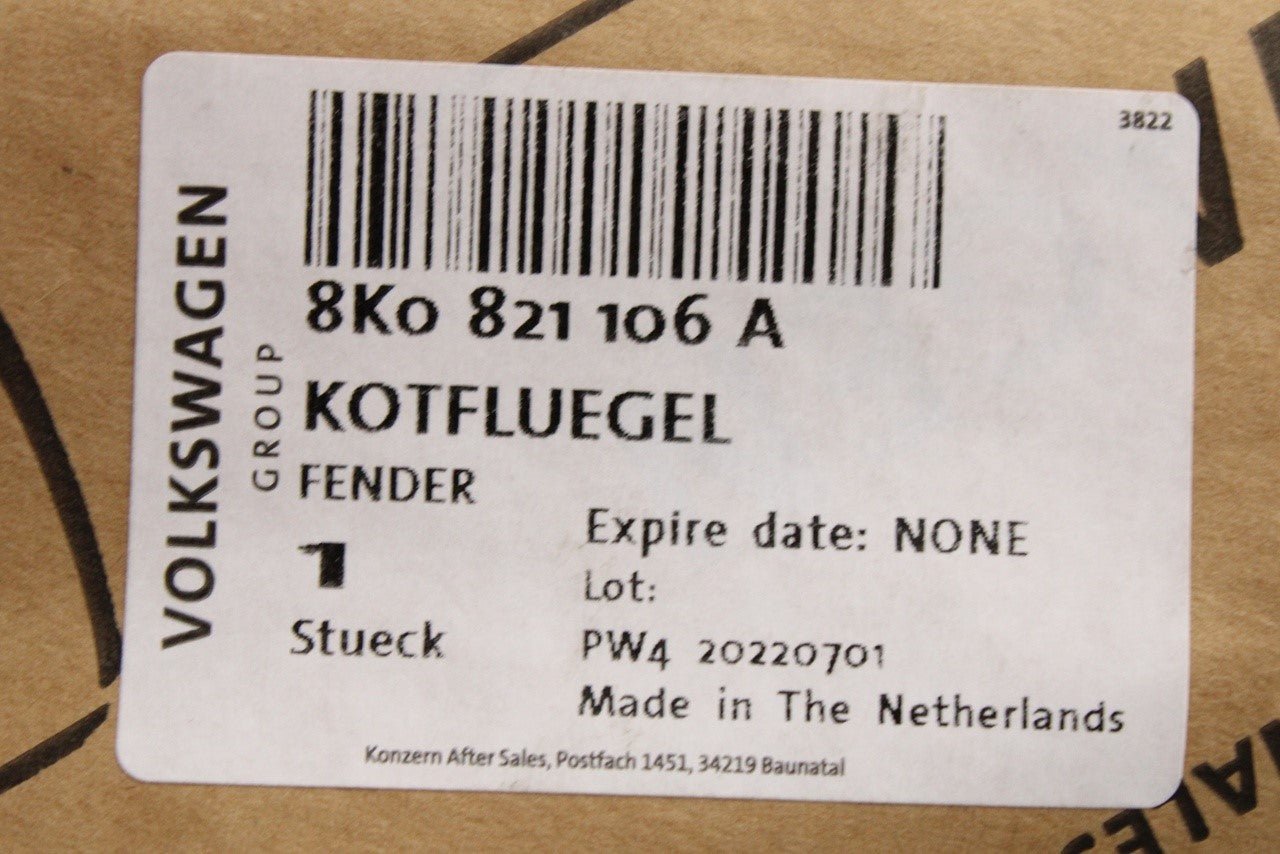 3822
VOLKSWAGEN
GROUP
8K0 821 106 A
KOTFLUEGEL
FENDER
1
Stueck
Expire date: NONE
Lot:
PW4 20220701
Made in The Netherlands
Konzern After Sales, Postfach 1451, 34219 Baunatal